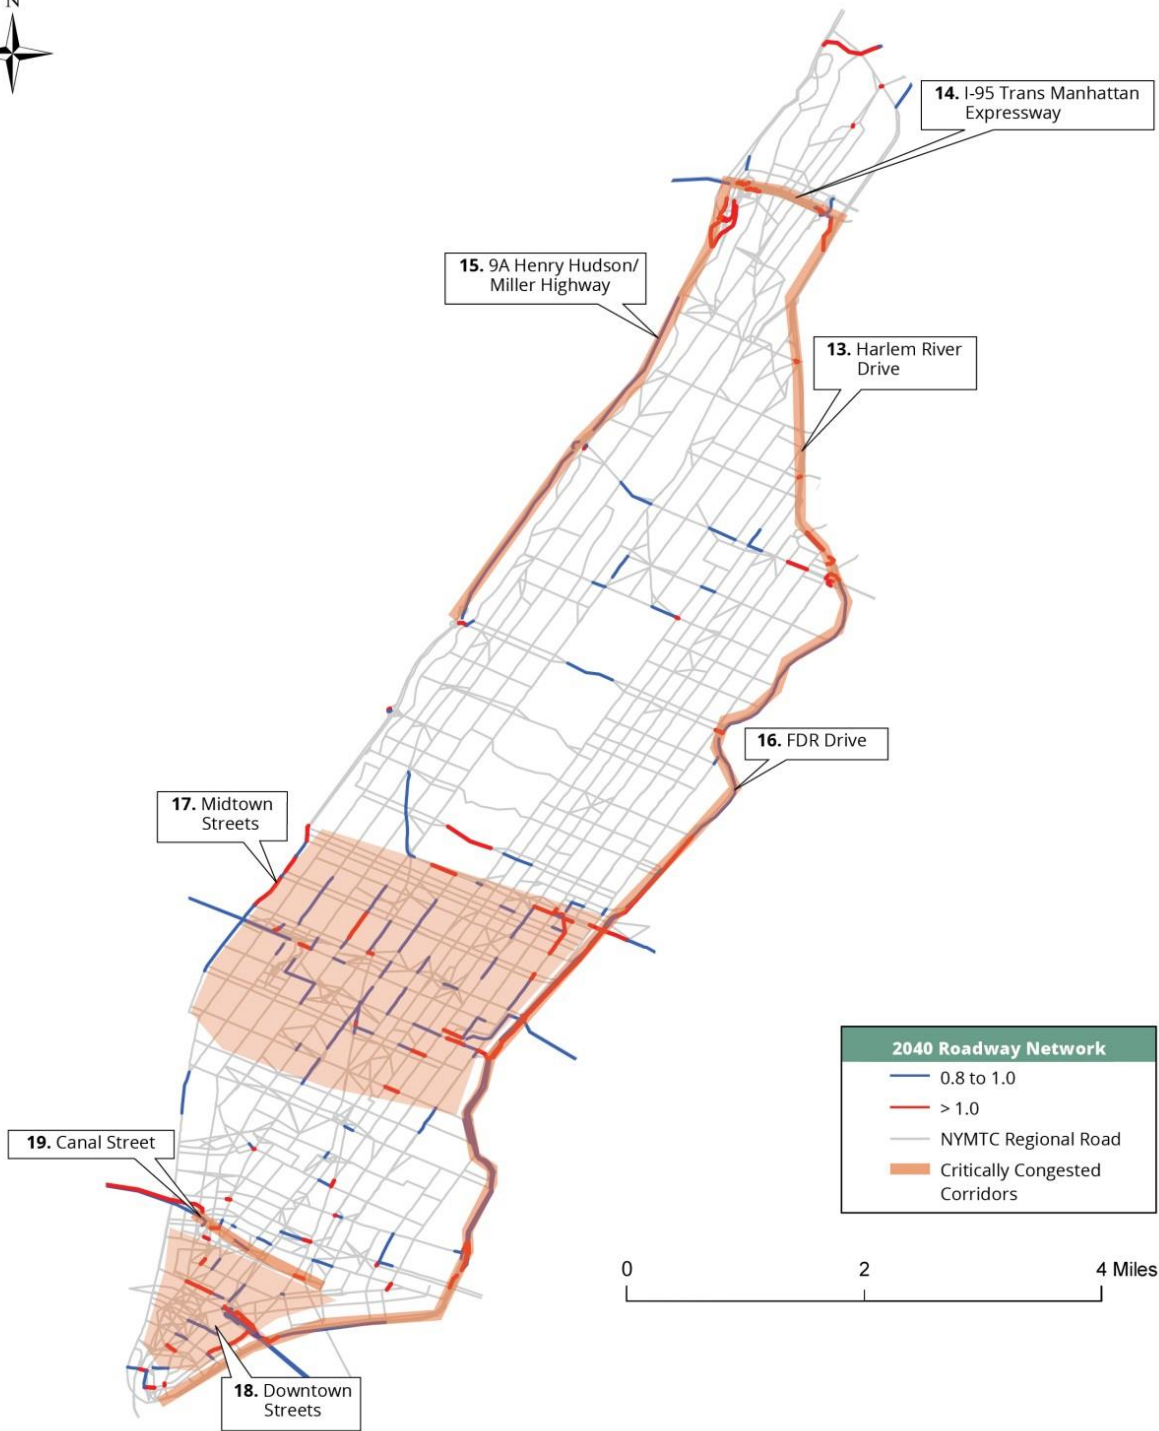 N
14. I-95 Trans Manhattan
Expressway
15. 9A Henry Hudson/
Miller Highway
13. Harlem River
Drive
16. FDR Drive
17. Midtown
Streets
2040 Roadway Network
0.8 to 1.0
> 1.0
NYMTC Regional Road
Critically Congested
Corridors
19. Canal Street
0 2 4 Miles
18. Downtown
Streets